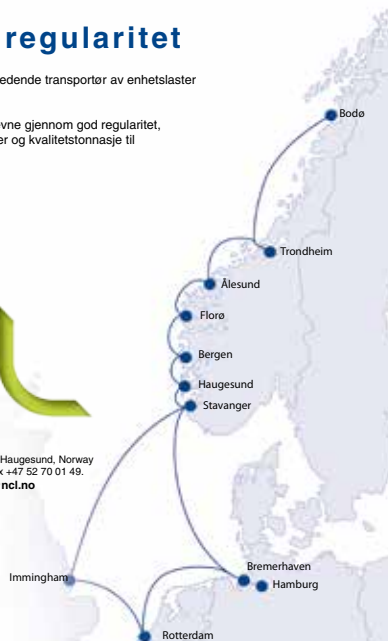 regularitet
edende transportør av enhetslaster
evne gjennom god regularitet,
er og kvalitetstonnasje til
Bodø
Trondheim
Ålesund
Florø
Bergen
Haugesund
Stavanger
Haugesund, Norway
x +47 52 70 01 49.
ncl.no
Bremerhaven
Immingham
Hamburg
Rotterdam